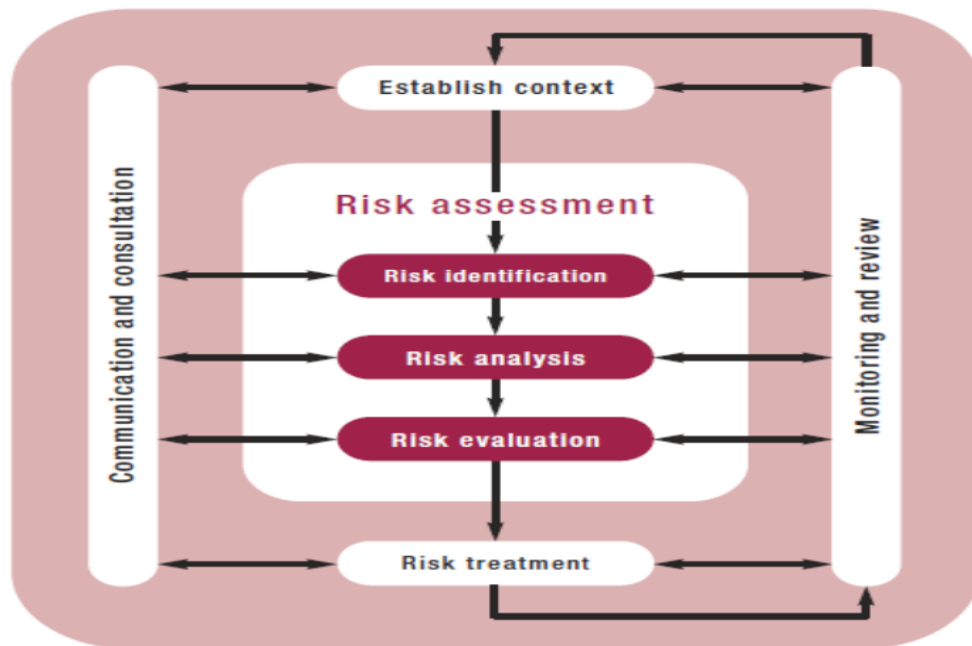 Establish context
Communication and consultation
Risk assessment
Monitoring and review
Risk identification
Risk analysis
Risk evaluation
Risk treatment